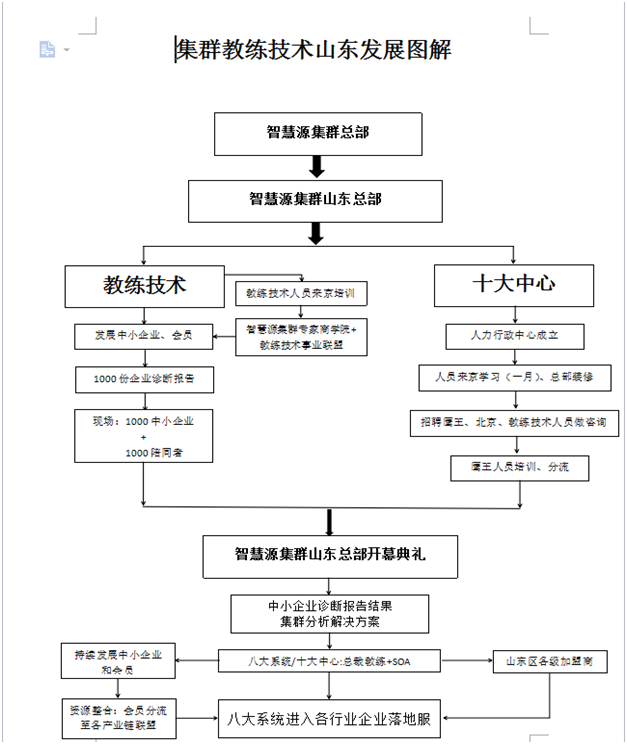 集群教练技术山东发展图解
智慧源集群总部
智慧源集群山东总部
教练技术
十大中心
教练技术人员来京培训
发展中小企业、会员
智慧源集群专家商学院+
教练技术事业联盟
人力行政中心成立
1000份企业诊断报告
人员来京学习（一月）、总部装修
现场：1000中小企业
+
1000陪同者
招聘鹰王、北京、教练技术人员做咨询
鹰王人员培训、分流
智慧源集群山东总部开幕典礼
中小企业诊断报告结果
集群分析解决方案
持续发展中小企业
和会员
八大系统/十大中心:总裁教练+SOA
山东区各级加盟商
资源整合：会员分流
至各产业链联盟
八大系统进入各行业企业落地服